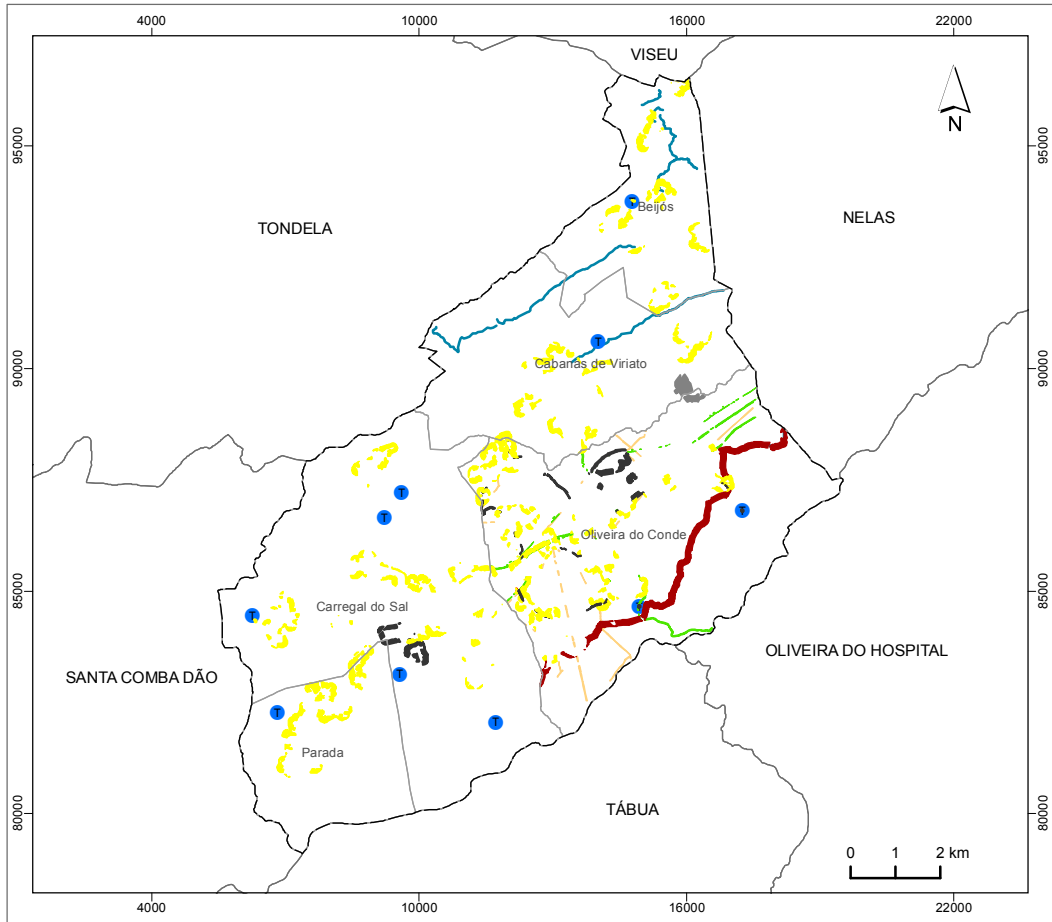 4000 10000 16000 22000
VISEU
N
95000 95000
TONDELA
NELAS
T
Beijós
T
90000 90000
Cabanas de Viriato
T
T
T
Oliveira do Conde
85000 85000
T
T
Carregal do Sal
OLIVEIRA DO HOSPITAL
SANTA COMBA DÃO
T
T
T
Parada
TÁBUA
80000 80000
0 1 2 km
4000 10000 16000 22000